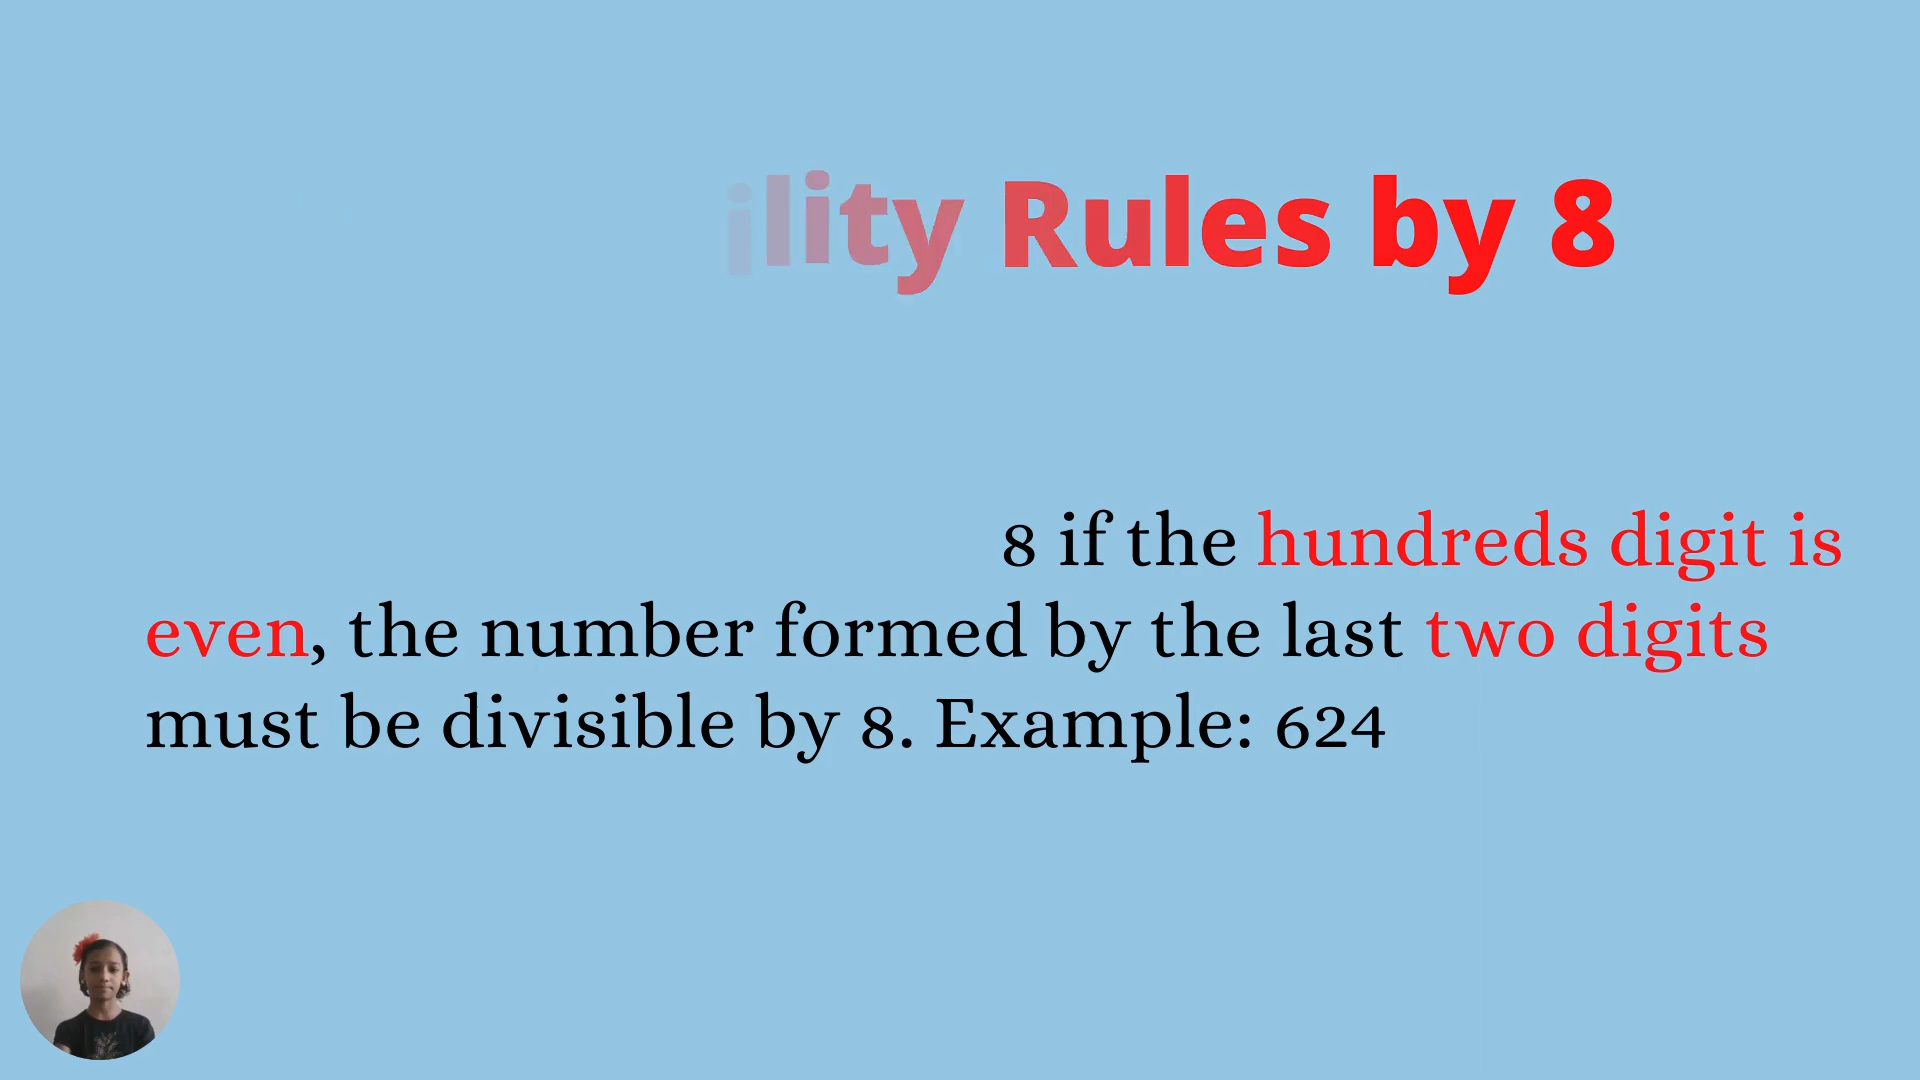 ility Rules by 8
8 if the hundreds digit is
even, the number formed by the last two digits
must be divisible by 8. Example: 624